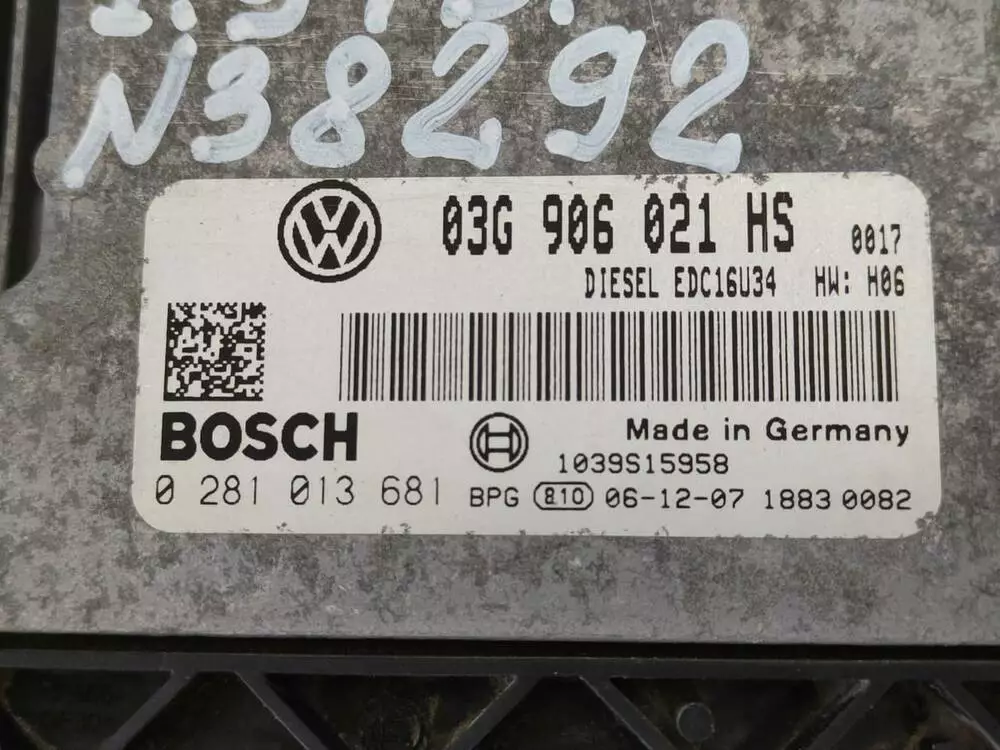 N38292
03G 906 021 HS 0017
DIESEL EDC16U34 HW: H06
BOSCH
Made in Germany
1039S15958
0 281 013 681 BPG 810 06-12-07 1883 0082